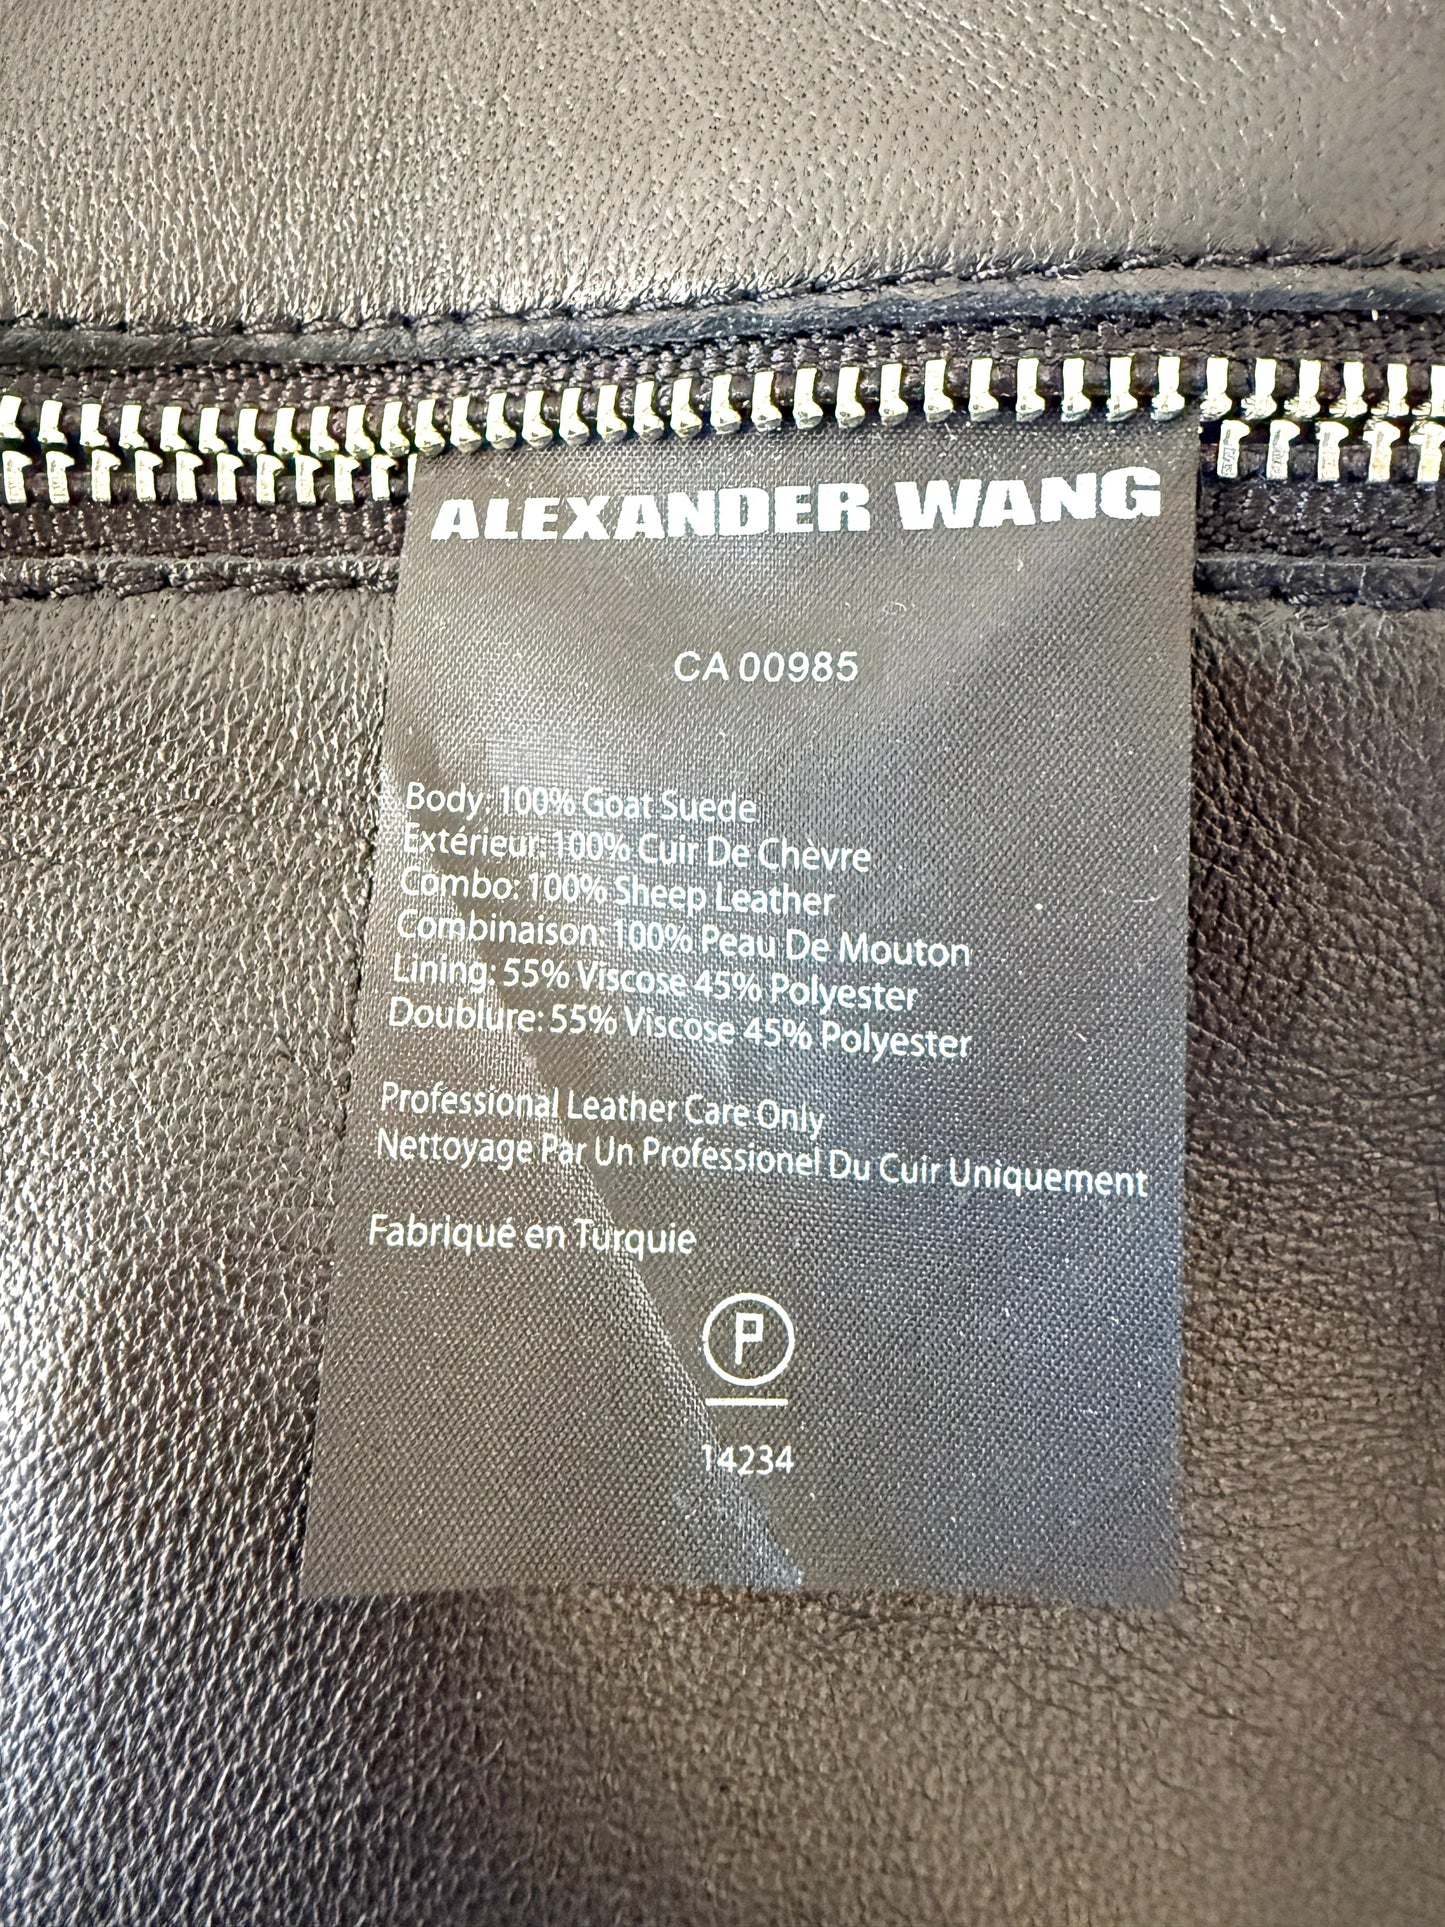 ALEXANDER WANG
CA 00985
Body: 100% Goat Suede
Extérieur: 100% Cuir De Chèvre
Combo: 100% Sheep Leather
Combinaison: 100% Peau De Mouton
Lining: 55% Viscose 45% Polyester
Doublure: 55% Viscose 45% Polyester
Professional Leather Care Only
Nettoyage Par Un Professionel Du Cuir Uniquement
Fabriqué en Turquie
P
14234